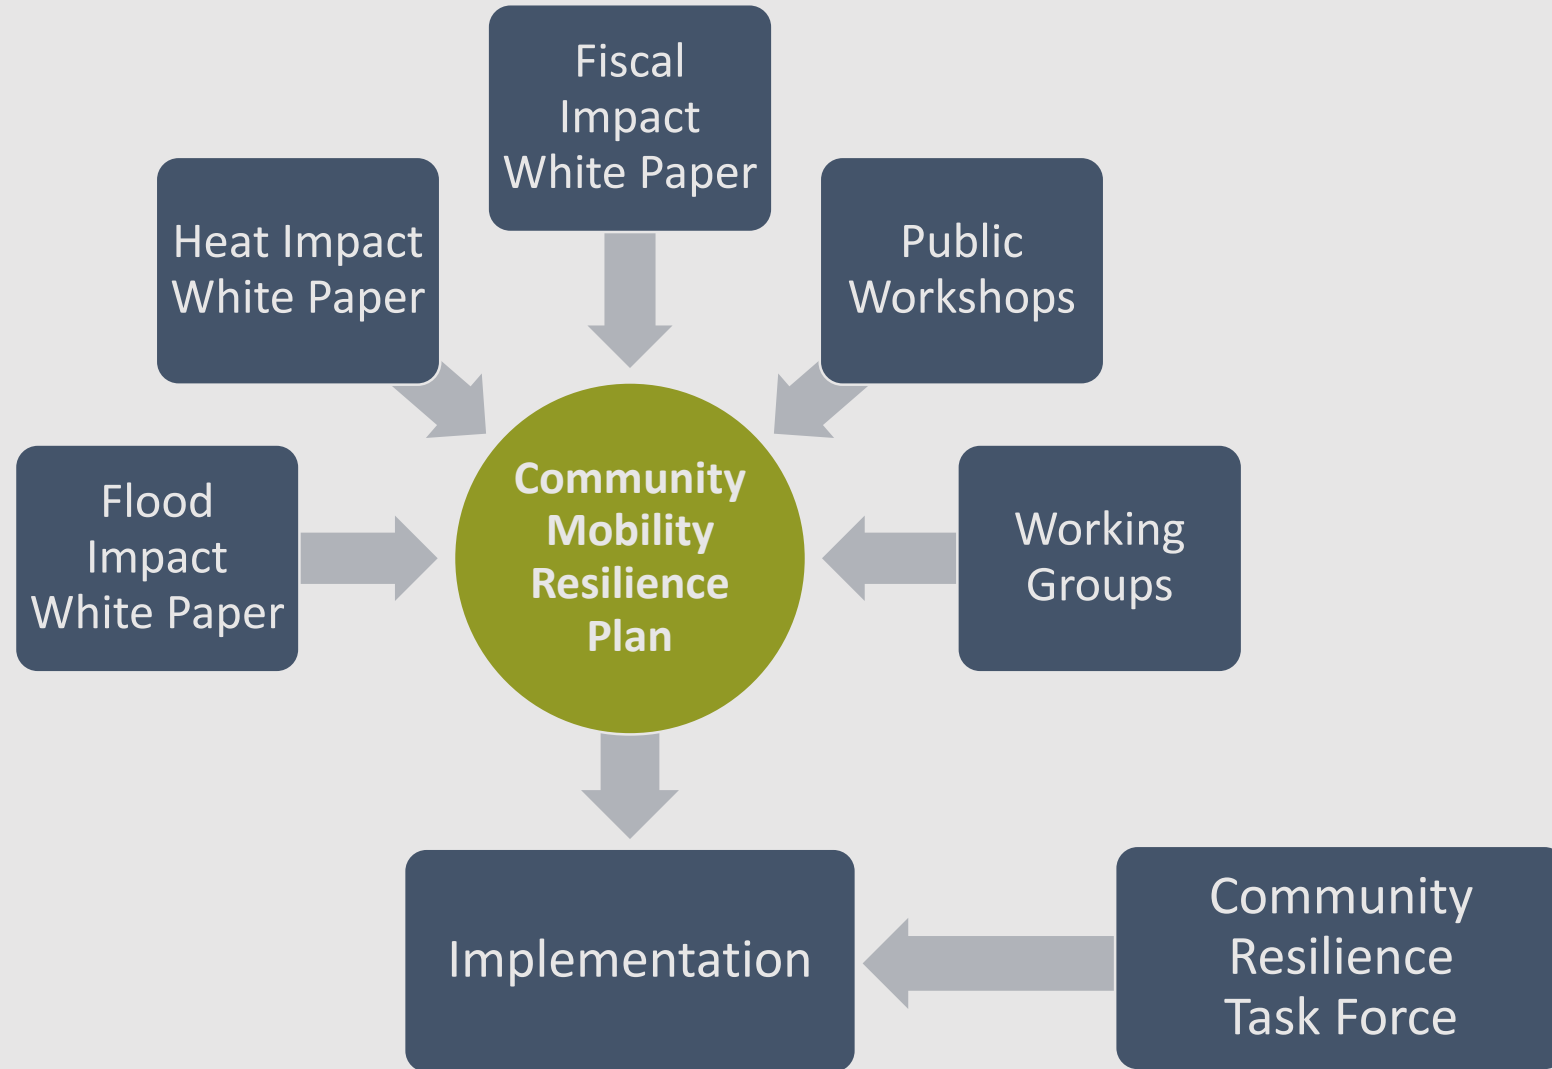 Fiscal
Impact
White Paper
Heat Impact
White Paper
Public
Workshops
Flood
Impact
White Paper
Community
Mobility
Resilience
Plan
Working
Groups
Implementation
Community
Resilience
Task Force